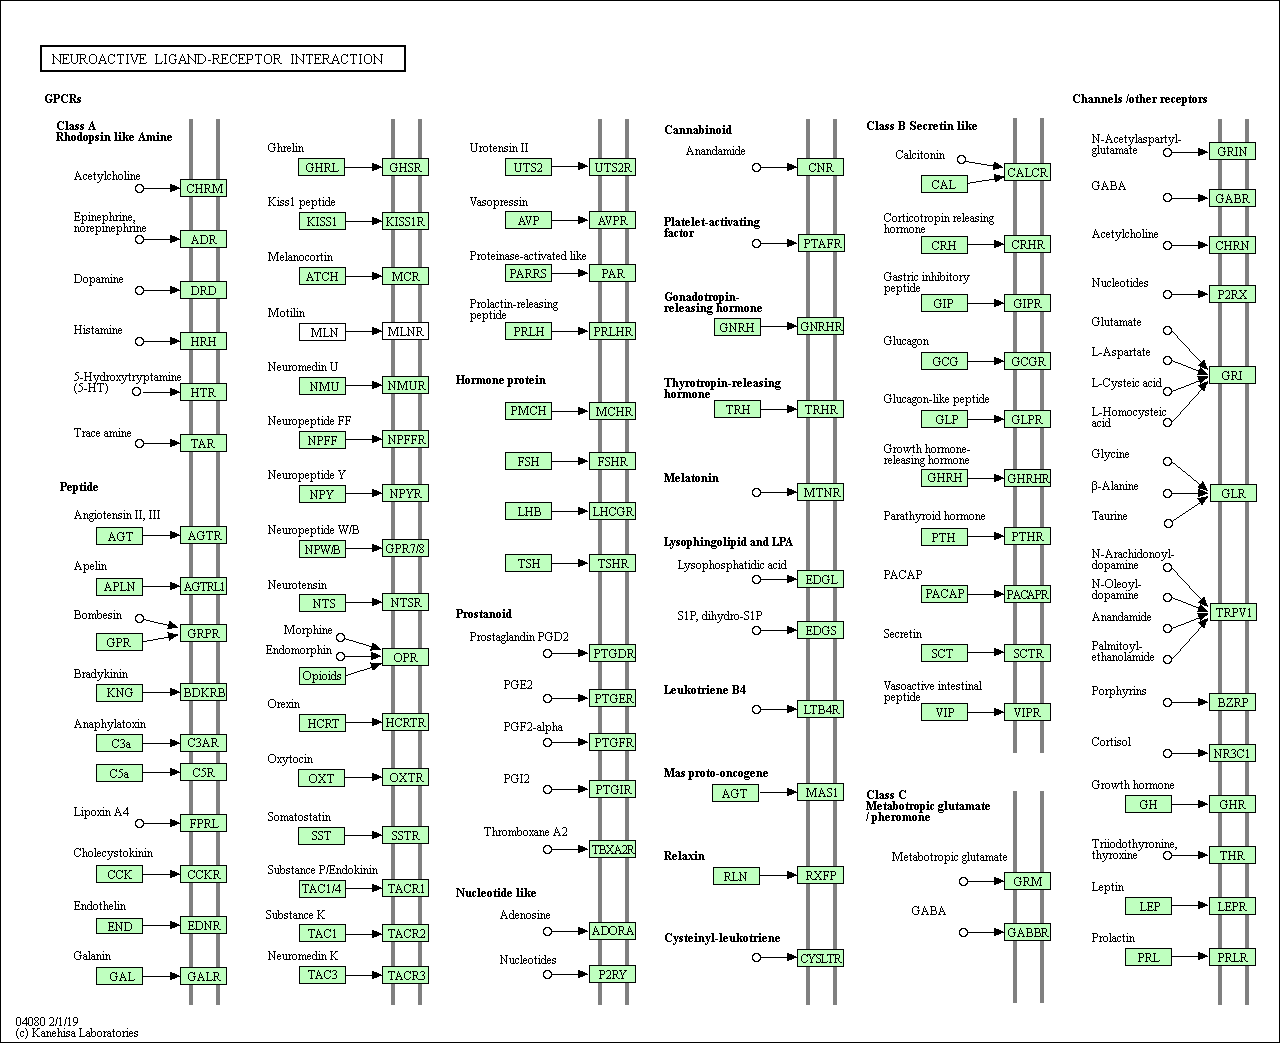 NEUROACTIVE LIGAND-RECEPTOR INTERACTION
GPCRs
Class A
Rhodopsin like Amine
Acetylcholine
CHRM
Epinephrine,
norepinephrine
ADR
Dopamine
DRD
Histamine
HRH
5-Hydroxytryptamine
(5-HT)
HTR
Trace amine
TAR
Peptide
Angiotensin II, III
AGT
AGTR
Apelin
APLN
AGTRL1
Bombesin
GPR
GRPR
Bradykinin
KNG
BDKRB
Anaphylatoxin
C3a
C3AR
C5a
C5R
Lipoxin A4
FPRL
Cholecystokinin
CCK
CCKR
Endothelin
END
EDNR
Galanin
GAL
GALR
Ghrelin
GHRL
GHSR
Kiss1 peptide
KISS1
KISS1R
Melanocortin
ATCH
MCR
Motilin
MLN
MLNR
Neuromedin U
NMU
NMUR
Neuropeptide FF
NPFF
NPFFR
Neuropeptide Y
NPY
NPYR
Neuropeptide W/B
NPW/B
GPR7/8
Neurotensin
NTS
NTSR
Morphine
Endomorphin
Opioids
OPR
Orexin
HCRT
HCRTR
Oxytocin
OXT
OXTR
Somatostatin
SST
SSTR
Substance P/Endokinin
TAC1/4
TACR1
Substance K
TAC1
TACR2
Neuromedin K
TAC3
TACR3
Urotensin II
UTS2
UTS2R
Vasopressin
AVP
AVPR
Proteinase-activated like
PARRS
PAR
Prolactin-releasing
peptide
PRLH
PRLHR
Hormone protein
PMCH
MCHR
FSH
FSHR
LHB
LHCGR
TSH
TSHR
Prostanoid
Prostaglandin PGD2
PTGDR
PGE2
PTGER
PGF2-alpha
PTGFR
PGI2
PTGIR
Thromboxane A2
TBXA2R
Nucleotide like
Adenosine
ADORA
Nucleotides
P2RY
Cannabinoid
Anandamide
CNR
Platelet-activating
factor
PTAFR
Gonadotropin-
releasing hormone
GNRH
GNRHR
Thyrotropin-releasing
hormone
TRH
TRHR
Melatonin
MTNR
Lysophingolipid and LPA
Lysophosphatidic acid
EDGL
S1P, dihydro-S1P
EDGS
Leukotriene B4
LTB4R
Mas proto-oncogene
AGT
MAS1
Relaxin
RLN
RXFP
Cysteinyl-leukotriene
CYSLTR
Class B Secretin like
Calcitonin
CAL
CALCR
Corticotropin releasing
hormone
CRH
CRHR
Gastric inhibitory
peptide
GIP
GIPR
Glucagon
GCG
GCGR
Glucagon-like peptide
GLP
GLPR
Growth hormone-
releasing hormone
GHRH
GHRHR
Parathyroid hormone
PTH
PTHR
PACAP
PACAP
PACAPR
Secretin
SCT
SCTR
Vasoactive intestinal
peptide
VIP
VIPR
Class C
Metabotropic glutamate
/ pheromone
Metabotropic glutamate
GRM
GABA
GABBR
Channels /other receptors
N-Acetylaspartyl-
glutamate
GRIN
GABA
GABR
Acetylcholine
CHRN
Nucleotides
P2RX
Glutamate
L-Aspartate
L-Cysteic acid
L-Homocysteic
acid
GRI
Glycine
β-Alanine
Taurine
GLR
N-Arachidonoyl-
dopamine
N-Oleoyl-
dopamine
Anandamide
Palmitoyl-
ethanolamide
TRPV1
Porphyrins
BZRP
Cortisol
NR3C1
Growth hormone
GH
GHR
Triiodothyronine,
thyroxine
THR
Leptin
LEP
LEPR
Prolactin
PRL
PRLR
04080 2/1/19
(c) Kanehisa Laboratories